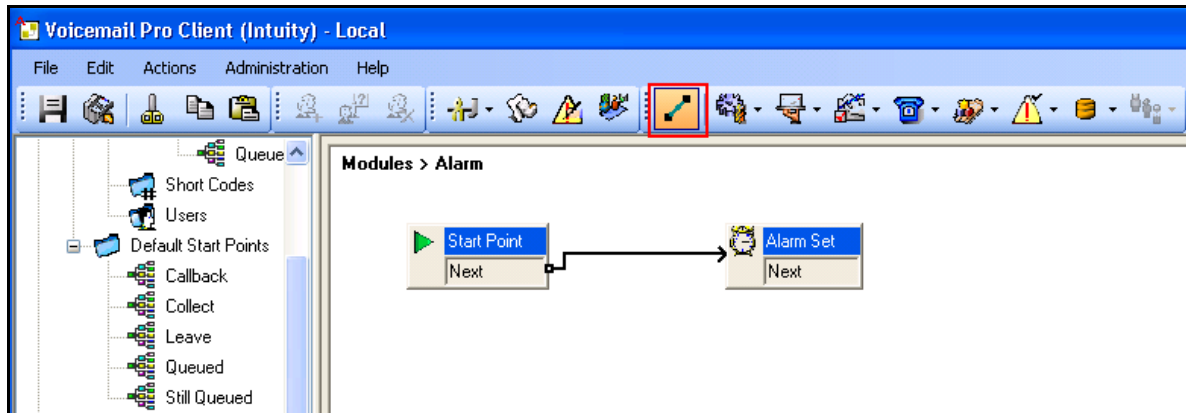 Voicemail Pro Client (Intuity) - Local
File Edit Actions Administration Help
Queue
Short Codes
Users
Default Start Points
Callback
Collect
Leave
Queued
Still Queued
Modules > Alarm
Start Point
Next
Alarm Set
Next